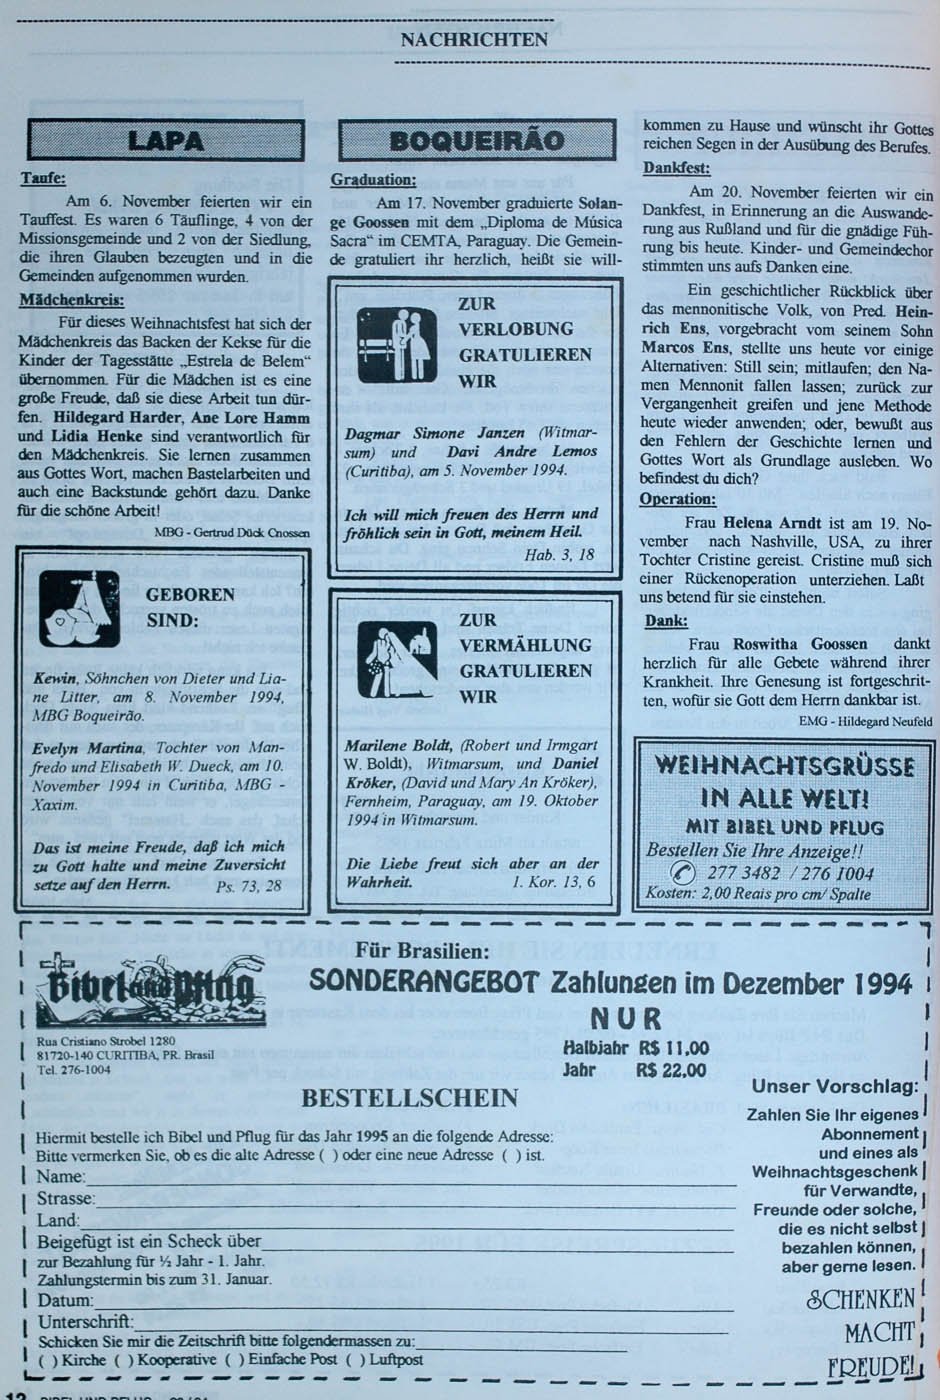 NACHRICHTEN
LAPA
Taufe:
Am 6. November feierten wir ein
Tauffest. Es waren 6 Täuflinge, 4 von der
Missionsgemeinde und 2 von der Siedlung,
die ihren Glauben bezeugten und in die
Gemeinden aufgenommen wurden.
Mädchenkreis:
Für dieses Weihnachtsfest hat sich der
Mädchenkreis das Backen der Kekse für die
Kinder der Tagesstätte „Estrela de Belem“
übernommen. Für die Mädchen ist es eine
große Freude, daß sie diese Arbeit tun dür-
fen. Hildegard Harder, Ane Lore Hamm
und Lidia Henke sind verantwortlich für
den Mädchenkreis. Sie lernen zusammen
aus Gottes Wort, machen Bastelarbeiten und
auch eine Backstunde gehört dazu. Danke
für die schöne Arbeit!
MBG - Gertrud Dück Cnossen
GEBOREN
SIND:
Kewin, Söhnchen von Dieter und Lia-
ne Litter, am 8. November 1994,
MBG Boqueirão.
Evelyn Martina, Tochter von Man-
fredo und Elisabeth W. Dueck, am 10.
November 1994 in Curitiba, MBG -
Xaxim.
Das ist meine Freude, daß ich mich
zu Gott halte und meine Zuversicht
setze auf den Herrn. Ps. 73, 28
BOQUEIRÃO
Graduation:
Am 17. November graduierte Solan-
ge Goossen mit dem „Diploma de Música
Sacra“ im CEMTA, Paraguay. Die Gemein-
de gratuliert ihr herzlich, heißt sie will-
ZUR
VERLOBUNG
GRATULIEREN
WIR
Dagmar Simone Janzen (Witmar-
sum) und Davi Andre Lemos
(Curitiba), am 5. November 1994.
Ich will mich freuen des Herrn und
fröhlich sein in Gott, meinem Heil.
Hab. 3, 18
ZUR
VERMÄHLUNG
GRATULIEREN
WIR
Marilene Boldt, (Robert und Irmgart
W. Boldt), Witmarsum, und Daniel
Kröker, (David und Mary An Kröker),
Fernheim, Paraguay, am 19. Oktober
1994 in Witmarsum.
Die Liebe freut sich aber an der
Wahrheit. 1. Kor. 13, 6
kommen zu Hause und wünscht ihr Gottes
reichen Segen in der Ausübung des Berufes.
Dankfest:
Am 20. November feierten wir ein
Dankfest, in Erinnerung an die Auswande-
rung aus Rußland und für die gnädige Füh-
rung bis heute. Kinder- und Gemeindechor
stimmten uns aufs Danken eine.
Ein geschichtlicher Rückblick über
das mennonitische Volk, von Pred. Hein-
rich Ens, vorgebracht vom seinem Sohn
Marcos Ens, stellte uns heute vor einige
Alternativen: Still sein; mitlaufen; den Na-
men Mennonit fallen lassen; zurück zur
Vergangenheit greifen und jene Methode
heute wieder anwenden; oder, bewußt aus
den Fehlern der Geschichte lernen und
Gottes Wort als Grundlage ausleben. Wo
befindest du dich?
Operation:
Frau Helena Arndt ist am 19. No-
vember nach Nashville, USA, zu ihrer
Tochter Cristine gereist. Cristine muß sich
einer Rückenoperation unterziehen. Laßt
uns betend für sie einstehen.
Dank:
Frau Roswitha Goossen dankt
herzlich für alle Gebete während ihrer
Krankheit. Ihre Genesung ist fortgeschrit-
ten, wofür sie Gott dem Herrn dankbar ist.
EMG - Hildegard Neufeld
WEIHNACHTSGRÜSSE
IN ALLE WELT!
MIT BIBEL UND PFLUG
Bestellen Sie Ihre Anzeige!!
277 3482 / 276 1004
Kosten: 2,00 Reais pro cm/ Spalte
Bibel und Pflug
Rua Cristiano Strobel 1280
81720-140 CURITIBA, PR. Brasil
Tel. 276-1004
Für Brasilien:
SONDERANGEBOT Zahlungen im Dezember 1994
NUR
Halbjahr R$ 11,00
Jahr R$ 22,00
BESTELLSCHEIN
Hiermit bestelle ich Bibel und Pflug für das Jahr 1995 an die folgende Adresse:
Bitte vermerken Sie, ob es die alte Adresse ( ) oder eine neue Adresse ( ) ist.
Name:
Strasse:
Land:
Beigefügt ist ein Scheck über
zur Bezahlung für ½ Jahr - 1. Jahr.
Zahlungstermin bis zum 31. Januar.
Datum:
Unterschrift:
Schicken Sie mir die Zeitschrift bitte folgendermassen zu:
( ) Kirche ( ) Kooperative ( ) Einfache Post ( ) Luftpost
Unser Vorschlag:
Zahlen Sie Ihr eigenes
Abonnement
und eines als
Weihnachtsgeschenk
für Verwandte,
Freunde oder solche,
die es nicht selbst
bezahlen können,
aber gerne lesen.
SCHENKEN
MACHT
FREUDE!
12 BIBEL UND PFLUG